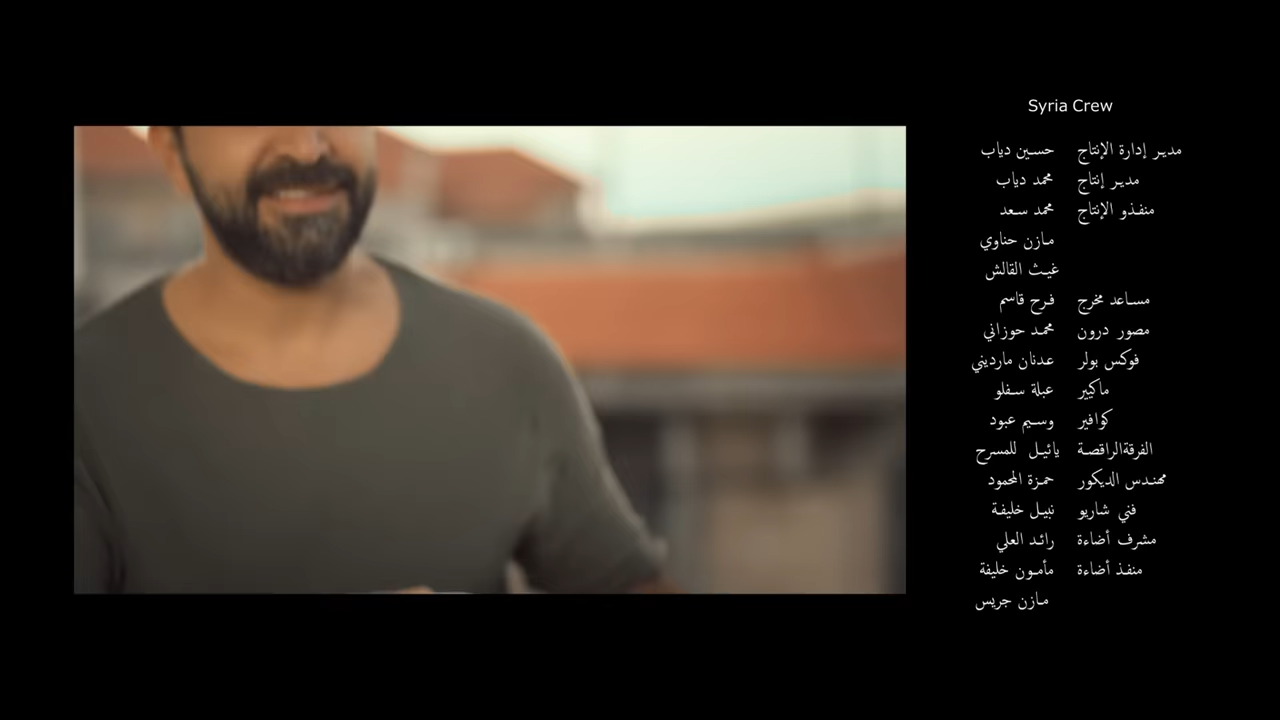 Syria Crew
مدير إدارة الإنتاج حسين دياب
مدير إنتاج محمد دياب
منفذو الإنتاج محمد سعد
مازن حناوي
غيث القالش
مساعد مخرج فرح قاسم
مصور درون محمد حوزاني
فوكس بولر عدنان مارديني
ماكيير عبلة سفلو
كوافير وسيم عبود
الفرقةالراقصة يائيل للمسرح
مهندس الديكور حمزة المحمود
فني شاريو نبيل خليفة
مشرف أضاءة رائد العلي
منفذ أضاءة مأمون خليفة
مازن جريس